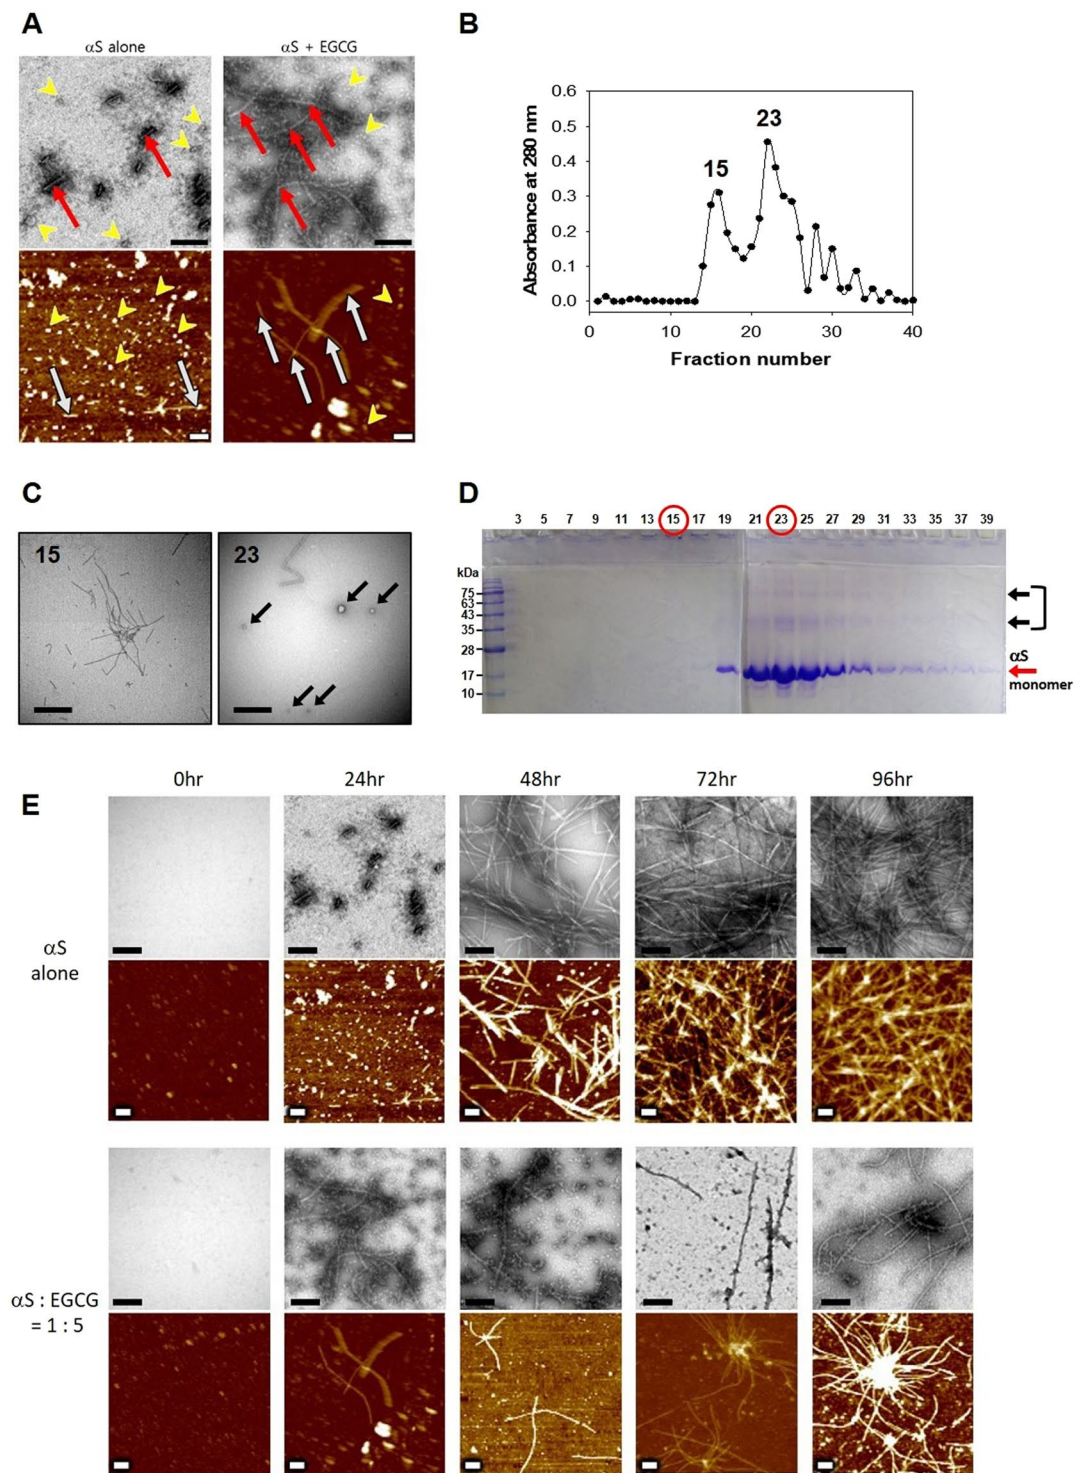 A
αS alone
αS + EGCG
B
0.6
0.5
0.4
0.3
0.2
0.1
0.0
Absorbance at 280 nm
15
23
0 10 20 30 40
Fraction number
C
15
23
D
3 5 7 9 11 13 15 17 19 21 23 25 27 29 31 33 35 37 39
kDa
75
63
43
35
28
17
10
αS
monomer
E
0hr 24hr 48hr 72hr 96hr
αS
alone
αS : EGCG
= 1 : 5